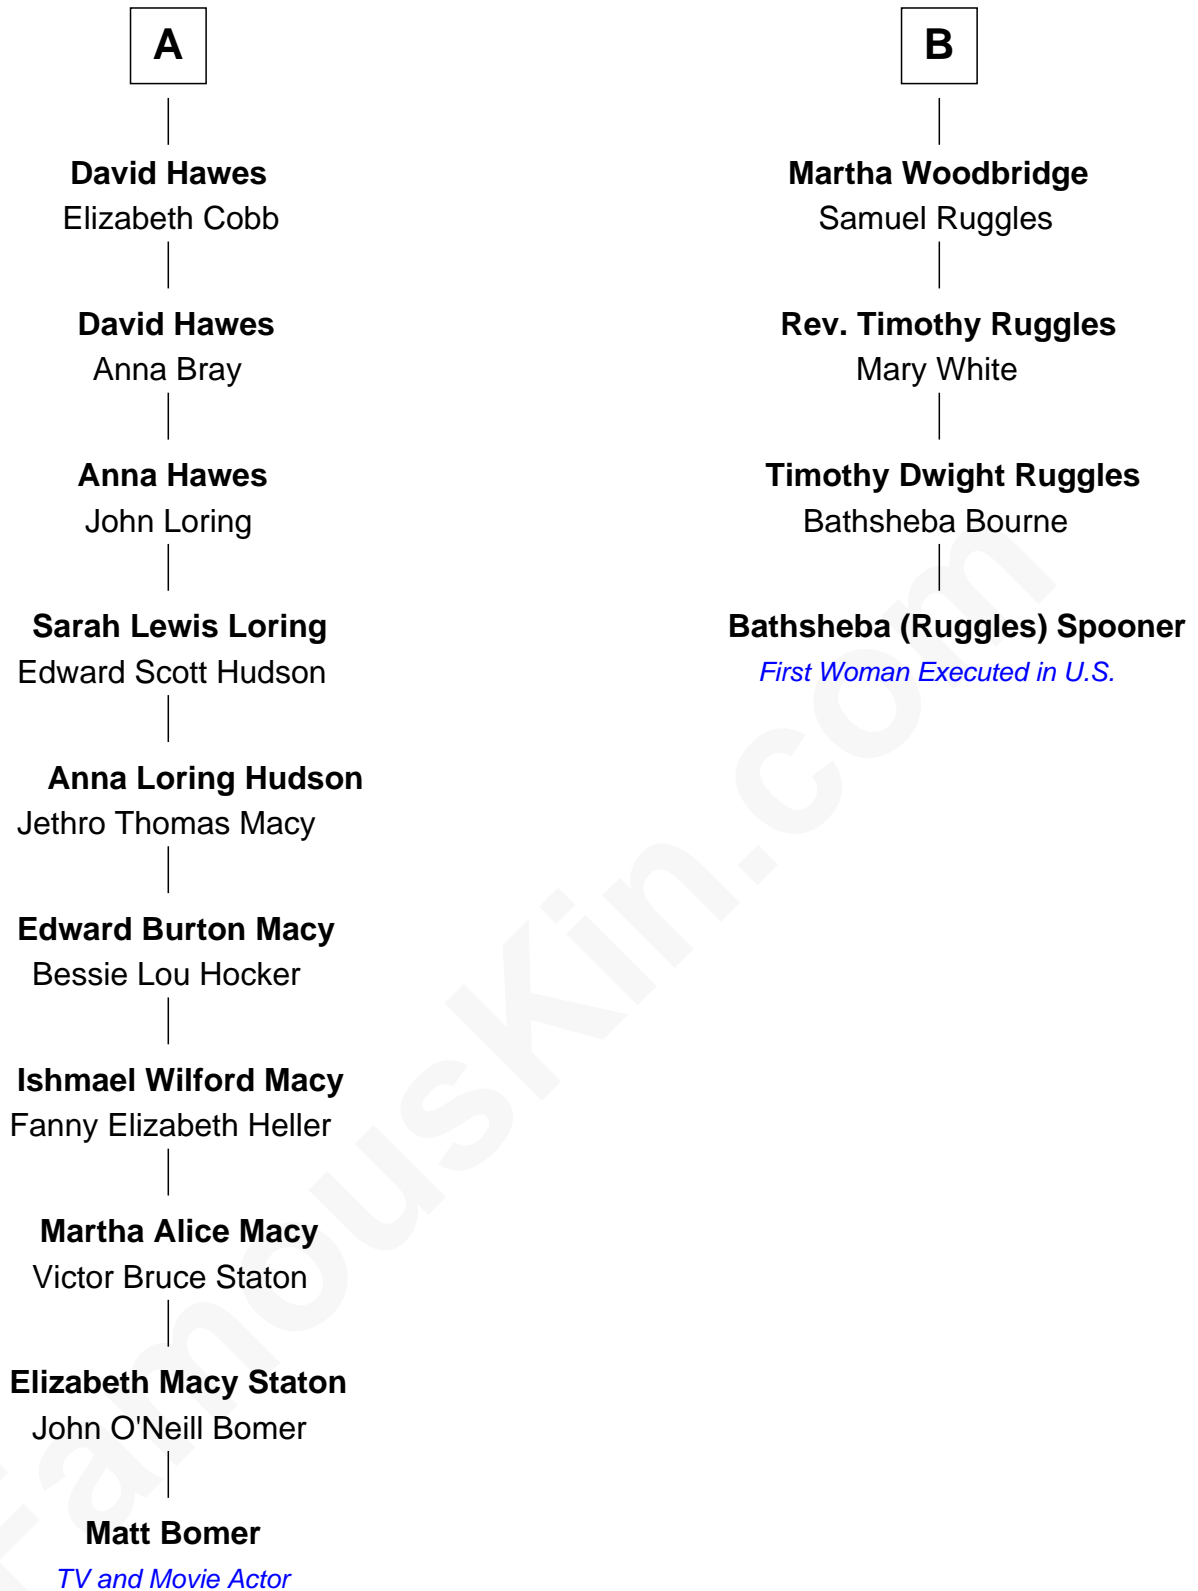 A
David Hawes
Elizabeth Cobb
David Hawes
Anna Bray
Anna Hawes
John Loring
Sarah Lewis Loring
Edward Scott Hudson
Anna Loring Hudson
Jethro Thomas Macy
Edward Burton Macy
Bessie Lou Hocker
Ishmael Wilford Macy
Fanny Elizabeth Heller
Martha Alice Macy
Victor Bruce Staton
Elizabeth Macy Staton
John O'Neill Bomer
Matt Bomer
TV and Movie Actor
B
Martha Woodbridge
Samuel Ruggles
Rev. Timothy Ruggles
Mary White
Timothy Dwight Ruggles
Bathsheba Bourne
Bathsheba (Ruggles) Spooner
First Woman Executed in U.S.
FamousKin.com